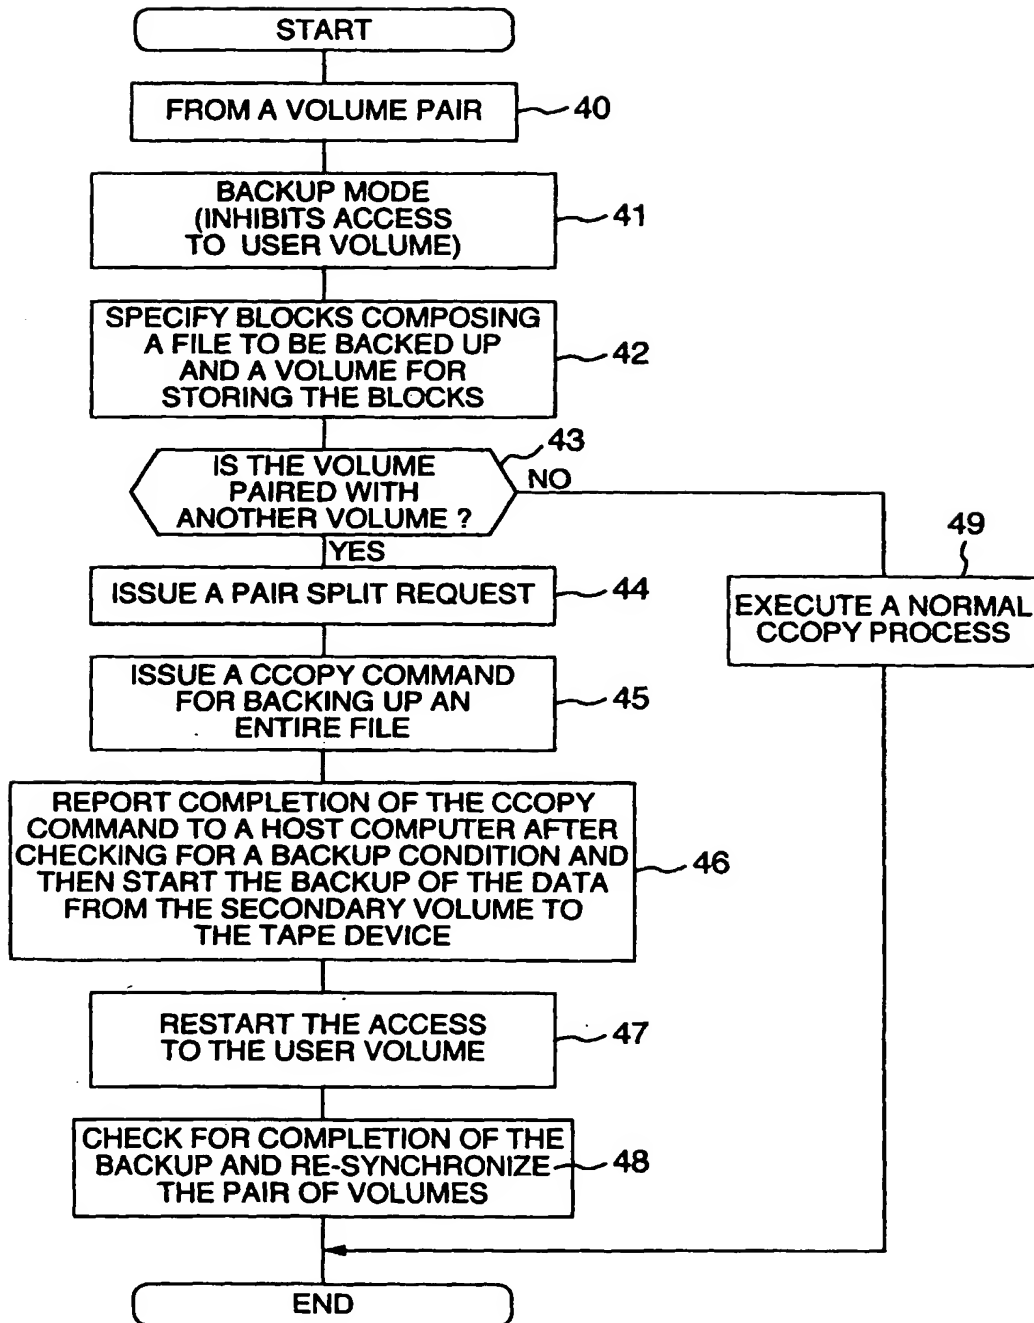 START
FROM A VOLUME PAIR
40
BACKUP MODE
(INHIBITS ACCESS
TO USER VOLUME)
41
SPECIFY BLOCKS COMPOSING
A FILE TO BE BACKED UP
AND A VOLUME FOR
STORING THE BLOCKS
42
IS THE VOLUME
PAIRED WITH
ANOTHER VOLUME ?
43
NO
YES
ISSUE A PAIR SPLIT REQUEST
44
49
EXECUTE A NORMAL
CCOPY PROCESS
ISSUE A CCOPY COMMAND
FOR BACKING UP AN
ENTIRE FILE
45
REPORT COMPLETION OF THE CCOPY
COMMAND TO A HOST COMPUTER AFTER
CHECKING FOR A BACKUP CONDITION AND
THEN START THE BACKUP OF THE DATA
FROM THE SECONDARY VOLUME TO
THE TAPE DEVICE
46
RESTART THE ACCESS
TO THE USER VOLUME
47
CHECK FOR COMPLETION OF THE
BACKUP AND RE-SYNCHRONIZE
THE PAIR OF VOLUMES
48
END